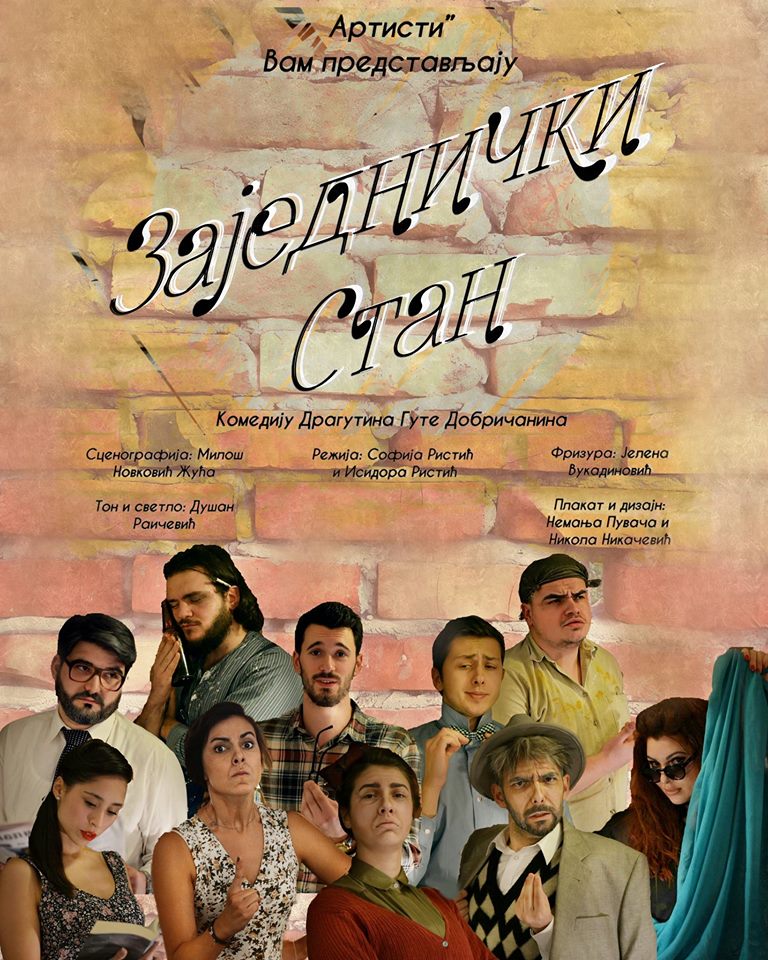 Артисти”
Вам представљају
Заједнички
Стан
Комедију Драгутина Гуте Добричанина
Сценографија: Милош
Новковић Жућа
Режија: Софија Ристић
и Исидора Ристић
Фризура: Јелена
Вукадиновић
Тон и светло: Душан
Раичевић
Плакат и дизајн:
Немања Пувача и
Никола Никачевић